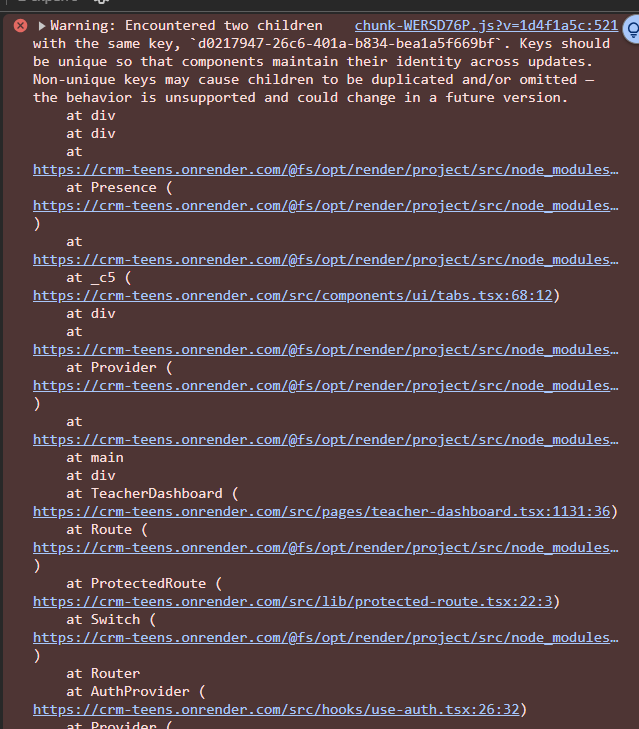 Warning: Encountered two children chunk-WERSD76P.js?v=1d4f1a5c:521
with the same key, `d0217947-26c6-401a-b834-bea1a5f669bf`. Keys should
be unique so that components maintain their identity across updates.
Non-unique keys may cause children to be duplicated and/or omitted —
the behavior is unsupported and could change in a future version.
at div
at div
at
https://crm-teens.onrender.com/@fs/opt/render/project/src/node_modules…
at Presence (
https://crm-teens.onrender.com/@fs/opt/render/project/src/node_modules…
)
at
https://crm-teens.onrender.com/@fs/opt/render/project/src/node_modules…
at _c5 (
https://crm-teens.onrender.com/src/components/ui/tabs.tsx:68:12)
at div
at
https://crm-teens.onrender.com/@fs/opt/render/project/src/node_modules…
at Provider (
https://crm-teens.onrender.com/@fs/opt/render/project/src/node_modules…
)
at
https://crm-teens.onrender.com/@fs/opt/render/project/src/node_modules…
at main
at div
at TeacherDashboard (
https://crm-teens.onrender.com/src/pages/teacher-dashboard.tsx:1131:36)
at Route (
https://crm-teens.onrender.com/@fs/opt/render/project/src/node_modules…
)
at ProtectedRoute (
https://crm-teens.onrender.com/src/lib/protected-route.tsx:22:3)
at Switch (
https://crm-teens.onrender.com/@fs/opt/render/project/src/node_modules…
)
at Router
at AuthProvider (
https://crm-teens.onrender.com/src/hooks/use-auth.tsx:26:32)
at Provider (